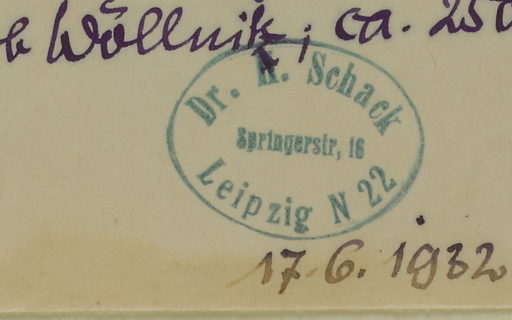 b Wöllnitz; ca. 250
Dr. H. Schack
Springerstr, 16
Leipzig N 22
17.6.1932